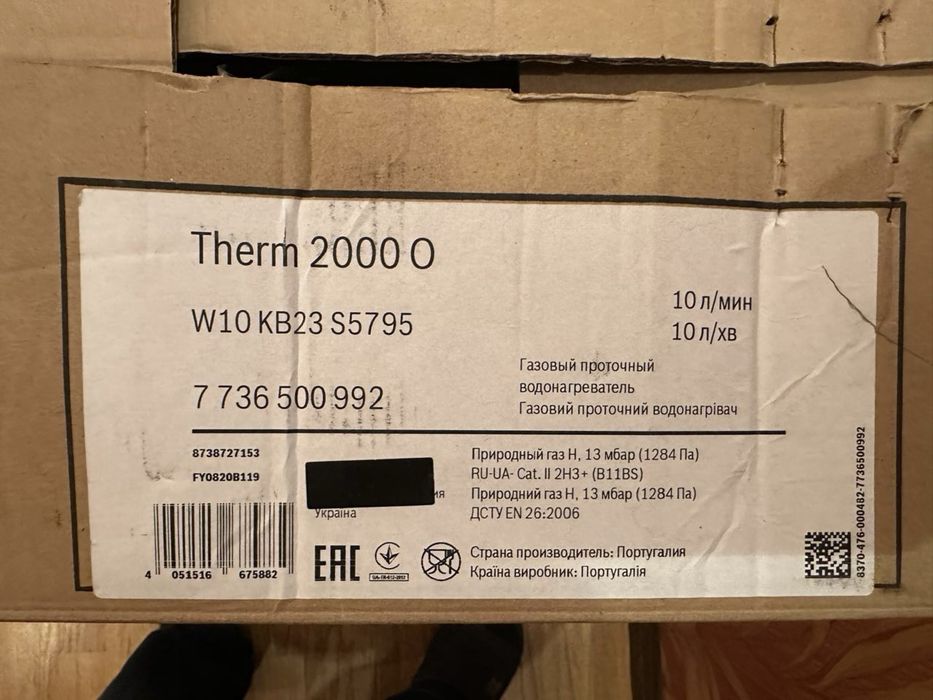 Therm 2000 O
W10 KB23 S5795
10 л/мин
10 л/хв
7 736 500 992
Газовый проточный
водонагреватель
Газовий проточний водонагрівач
8738727153
FY0820B119
Україна
Природный газ H, 13 мбар (1284 Па)
RU-UA- Cat. II 2H3+ (B11BS)
Природний газ H, 13 мбар (1284 Па)
ДСТУ EN 26:2006
4 051516 675882
EAC
Страна производитель: Португалия
Країна виробник: Португалія
8370-476-000482-7736500992